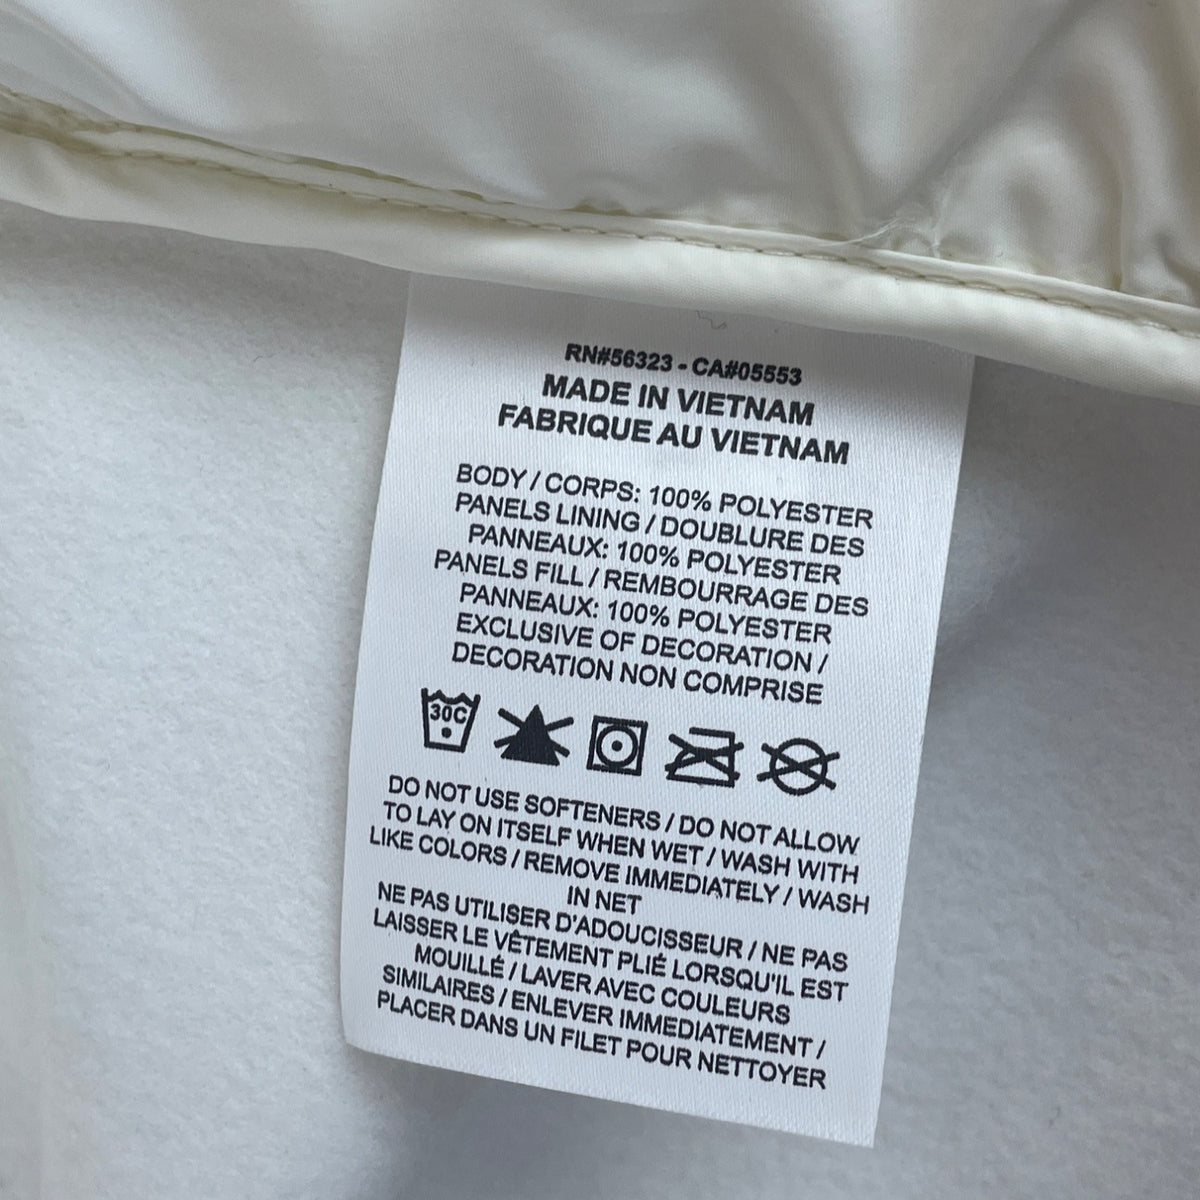 RN#56323 - CA#05553
MADE IN VIETNAM
FABRIQUE AU VIETNAM
BODY / CORPS: 100% POLYESTER
PANELS LINING / DOUBLURE DES
PANNEAUX: 100% POLYESTER
PANELS FILL / REMBOURRAGE DES
PANNEAUX: 100% POLYESTER
EXCLUSIVE OF DECORATION /
DECORATION NON COMPRISE
30C
DO NOT USE SOFTENERS / DO NOT ALLOW
TO LAY ON ITSELF WHEN WET / WASH WITH
LIKE COLORS / REMOVE IMMEDIATELY / WASH
IN NET
NE PAS UTILISER D'ADOUCISSEUR / NE PAS
LAISSER LE VÊTEMENT PLIÉ LORSQU'IL EST
MOUILLÉ / LAVER AVEC COULEURS
SIMILAIRES / ENLEVER IMMEDIATEMENT /
PLACER DANS UN FILET POUR NETTOYER